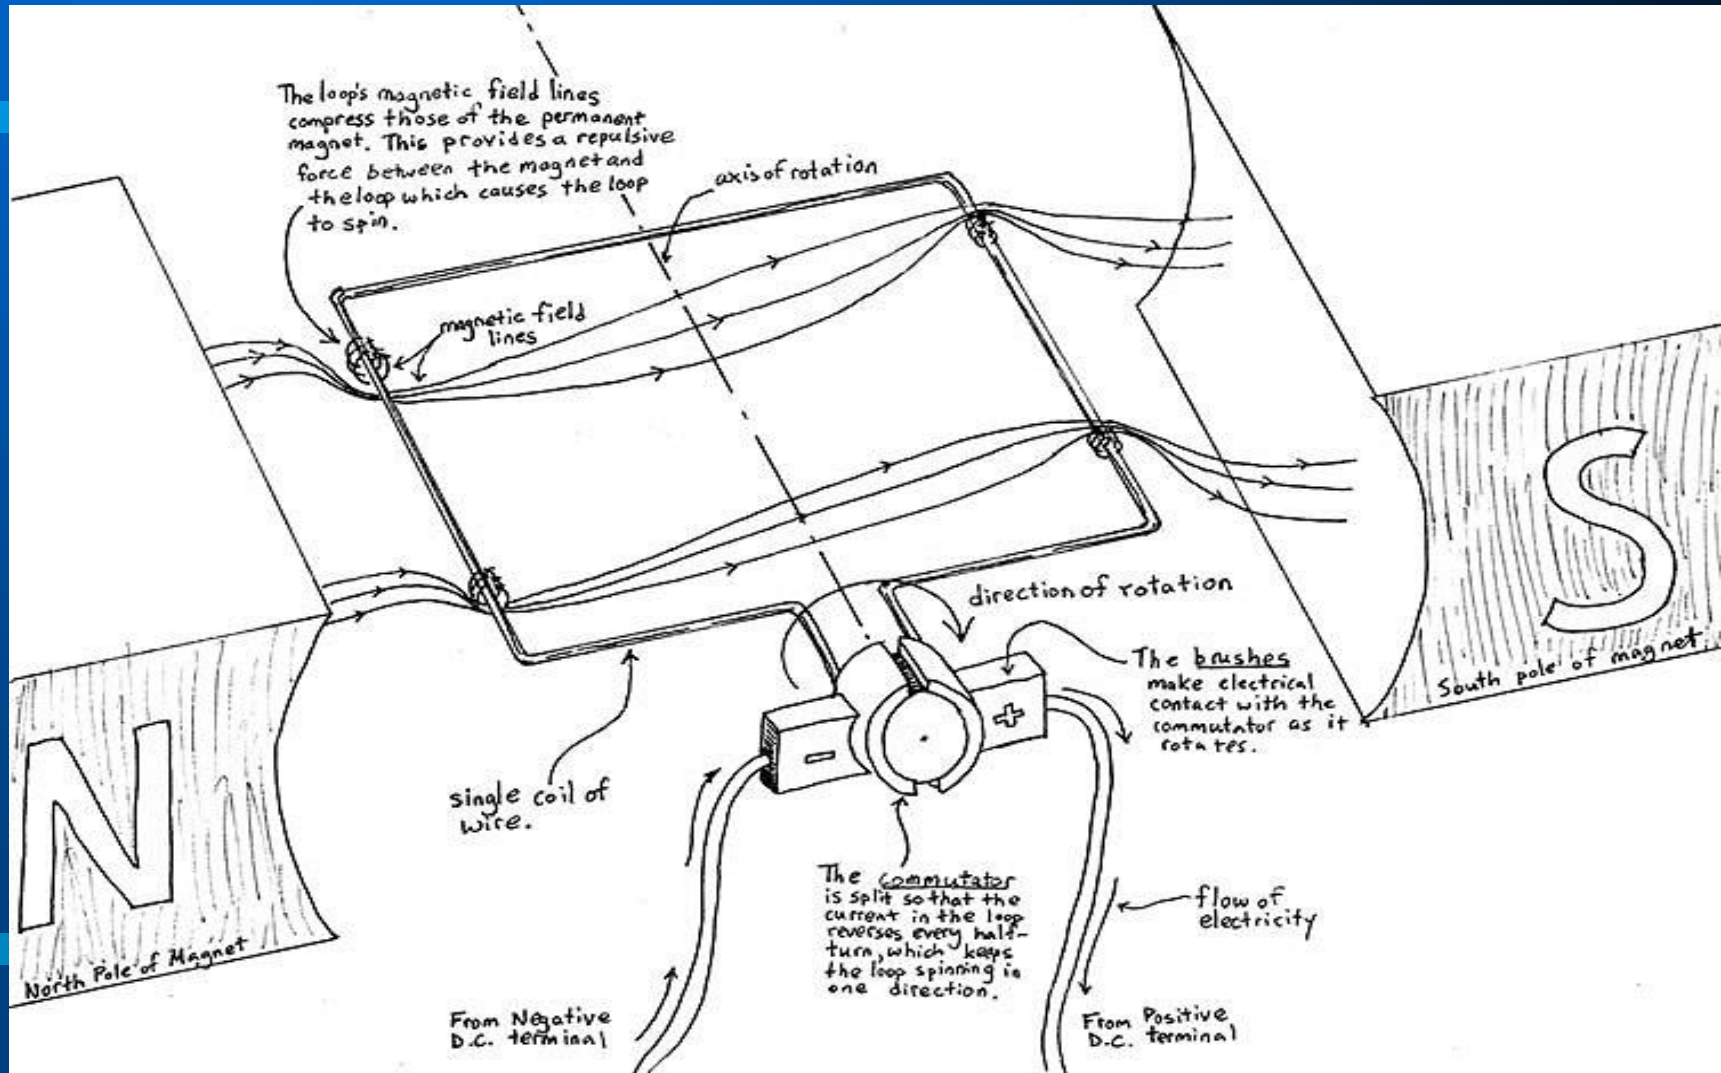 The loop's magnetic field lines
compress those of the permanent
magnet. This provides a repulsive
force between the magnet and
the loop which causes the loop
to spin.
axis of rotation
magnetic field
lines
direction of rotation
The brushes
make electrical
contact with the
commutator as it
rotates.
S
South pole of magnet.
N
North Pole of Magnet
single coil of
wire.
-
+
The commutator
is split so that the
current in the loop
reverses every half-
turn, which keeps
the loop spinning in
one direction.
flow of
electricity
From Negative
D.C. terminal
From Positive
D.C. terminal